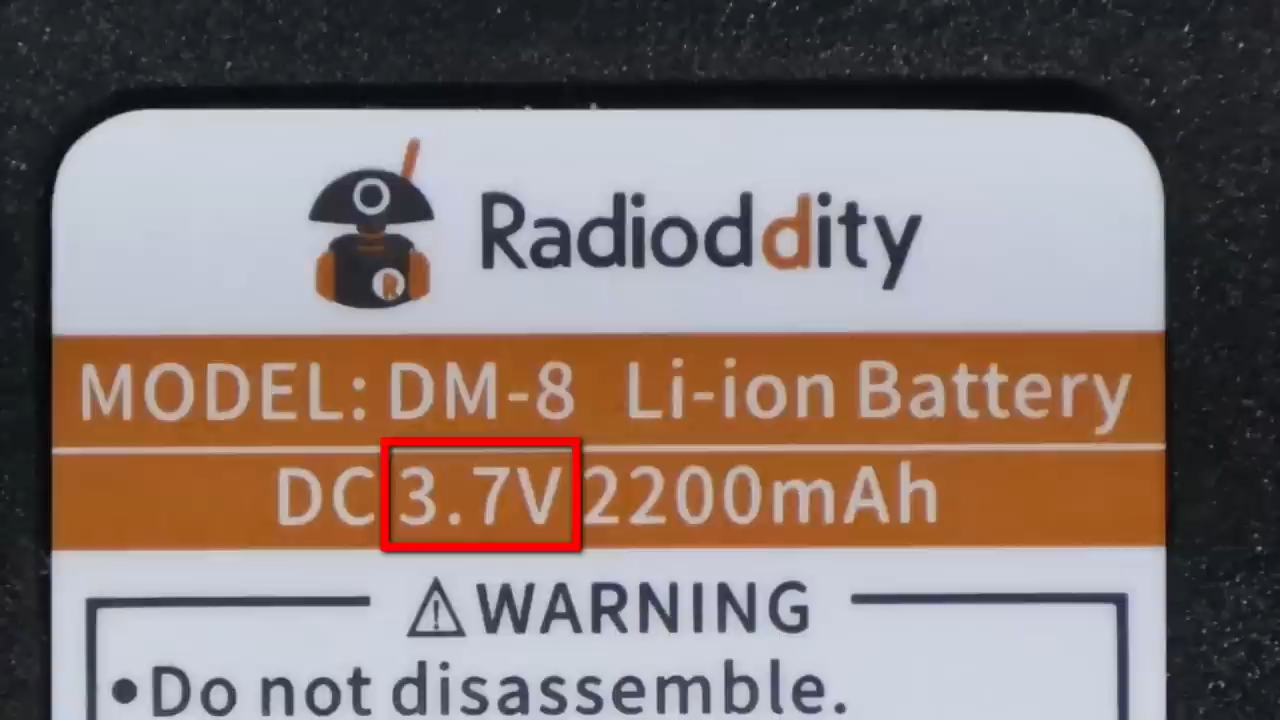 Radioddity
MODEL: DM-8 Li-ion Battery
DC 3.7V 2200mAh
⚠WARNING
•Do not disassemble.